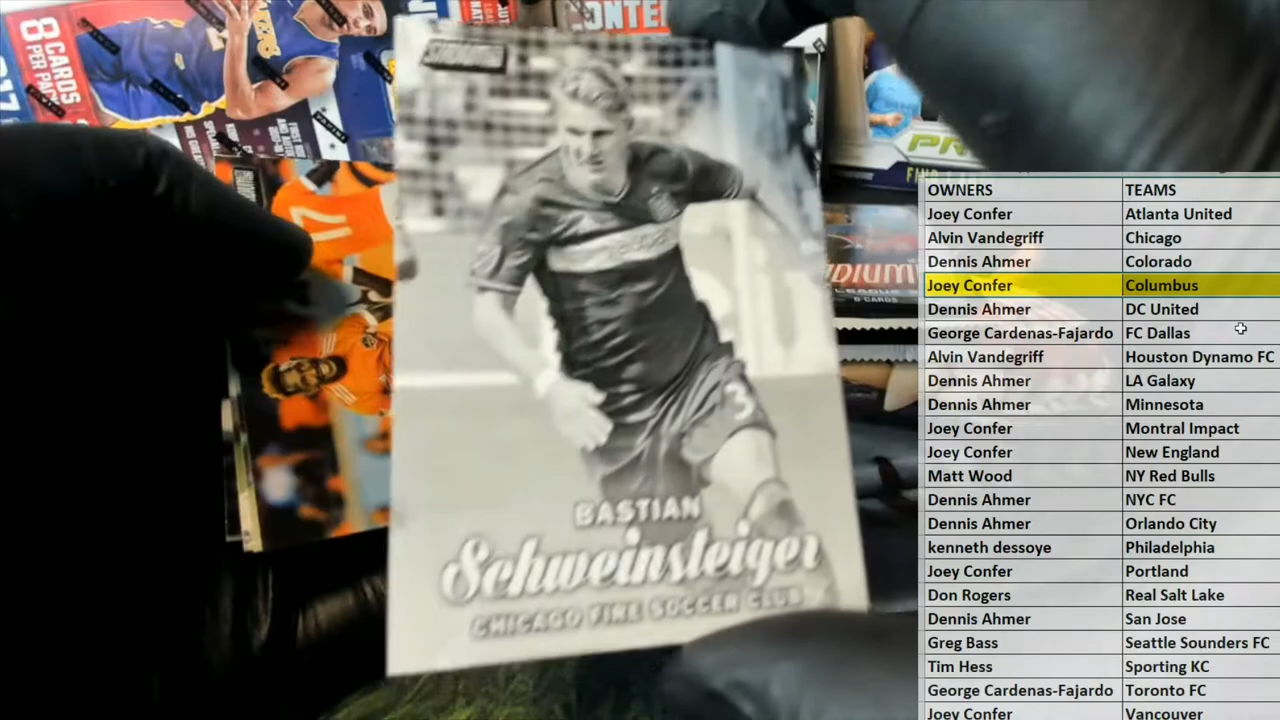 8 CARDS
PER PACK
BASTIAN
Schweinsteiger
CHICAGO FIRE SOCCER CLUB
3
17
OWNERS TEAMS
Joey Confer Atlanta United
Alvin Vandegriff Chicago
Dennis Ahmer Colorado
Joey Confer Columbus
Dennis Ahmer DC United
George Cardenas-Fajardo FC Dallas
Alvin Vandegriff Houston Dynamo FC
Dennis Ahmer LA Galaxy
Dennis Ahmer Minnesota
Joey Confer Montral Impact
Joey Confer New England
Matt Wood NY Red Bulls
Dennis Ahmer NYC FC
Dennis Ahmer Orlando City
kenneth dessoye Philadelphia
Joey Confer Portland
Don Rogers Real Salt Lake
Dennis Ahmer San Jose
Greg Bass Seattle Sounders FC
Tim Hess Sporting KC
George Cardenas-Fajardo Toronto FC
Joey Confer Vancouver